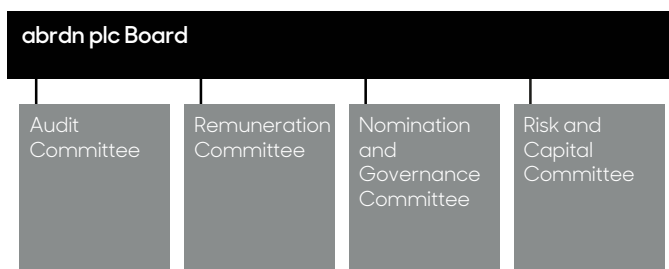 abrdn plc Board
Audit
Committee
Remuneration
Committee
Nomination
and
Governance
Committee
Risk and
Capital
Committee